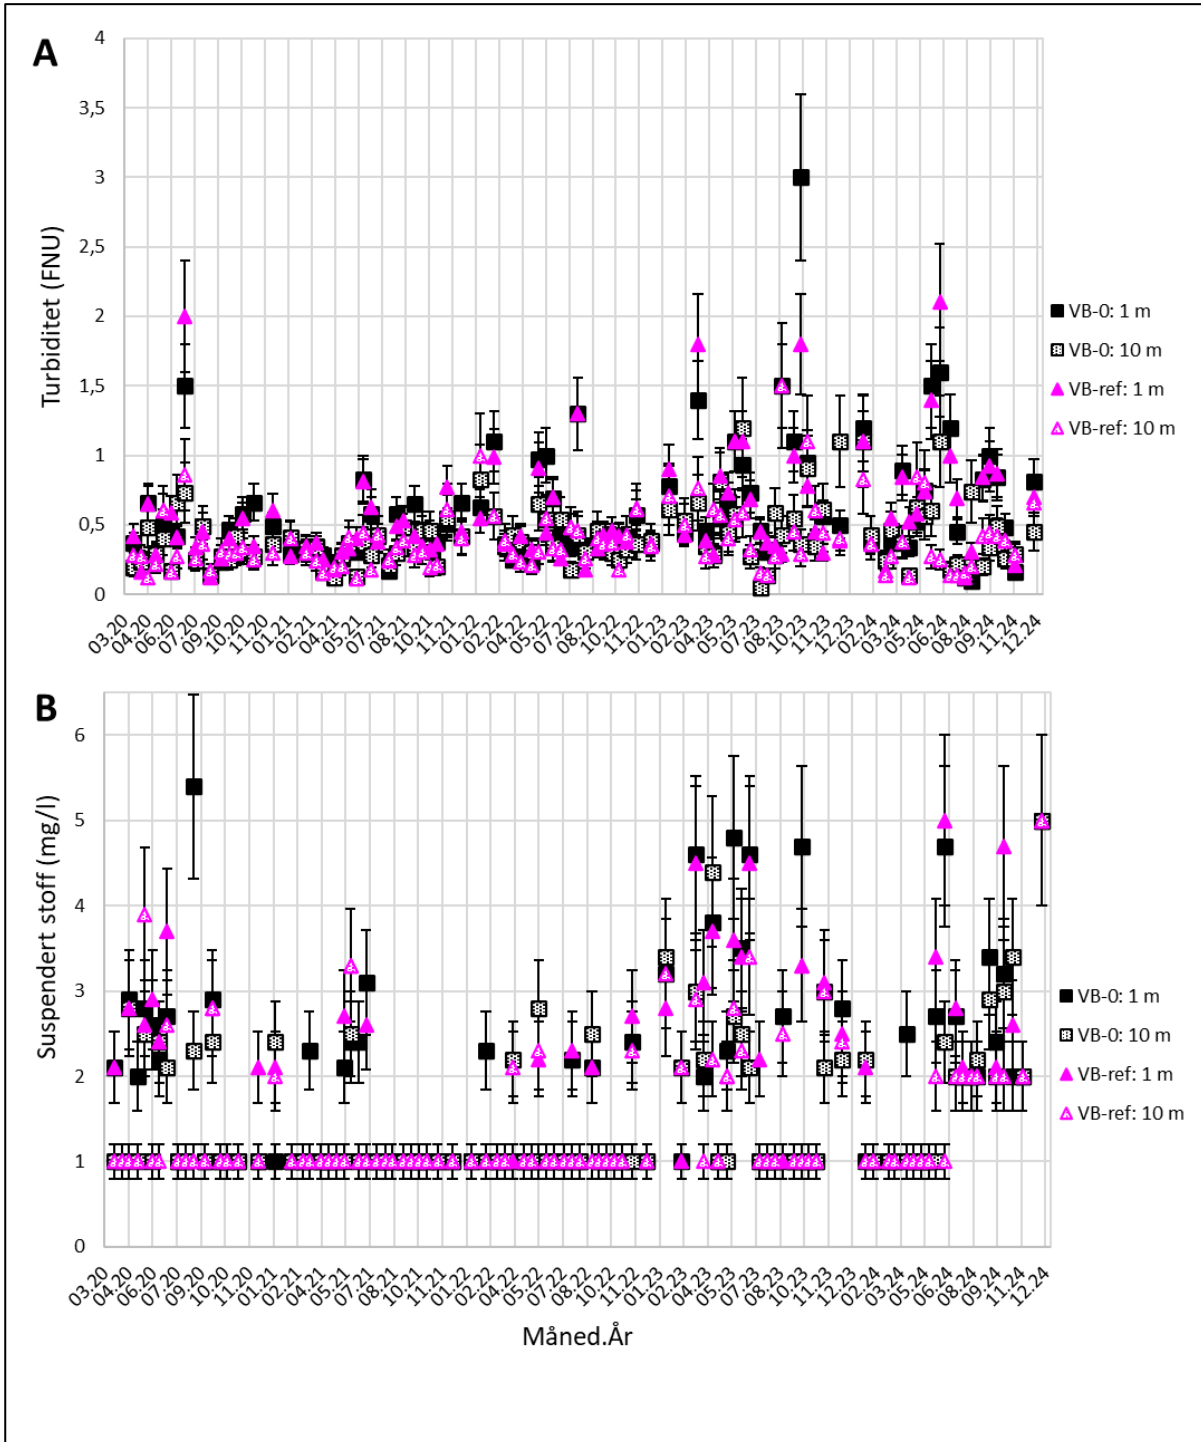 A
Turbiditet (FNU)
4
3,5
3
2,5
2
1,5
1
0,5
0
03.20 04.20 06.20 07.20 09.20 10.20 11.20 01.21 02.21 04.21 05.21 07.21 08.21 10.21 11.21 01.22 02.22 04.22 05.22 07.22 08.22 10.22 11.22 01.23 02.23 04.23 05.23 07.23 08.23 10.23 11.23 12.23 02.24 03.24 05.24 06.24 08.24 09.24 11.24 12.24
VB-0: 1 m
VB-0: 10 m
VB-ref: 1 m
VB-ref: 10 m
B
Suspendert stoff (mg/l)
6
5
4
3
2
1
0
03.20 04.20 06.20 07.20 09.20 10.20 11.20 01.21 02.21 04.21 05.21 07.21 08.21 10.21 11.21 01.22 02.22 04.22 05.22 07.22 08.22 10.22 11.22 01.23 02.23 04.23 05.23 07.23 08.23 10.23 11.23 12.23 02.24 03.24 05.24 06.24 08.24 09.24 11.24 12.24
VB-0: 1 m
VB-0: 10 m
VB-ref: 1 m
VB-ref: 10 m
Måned.År